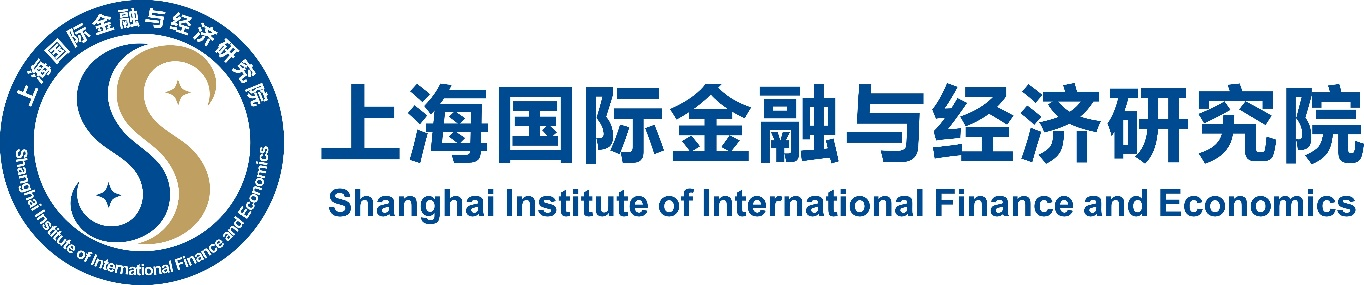 上海国际金融与经济研究院
Shanghai Institute of International Finance and Economics
上海国际金融与经济研究院
Shanghai Institute of International Finance and Economics